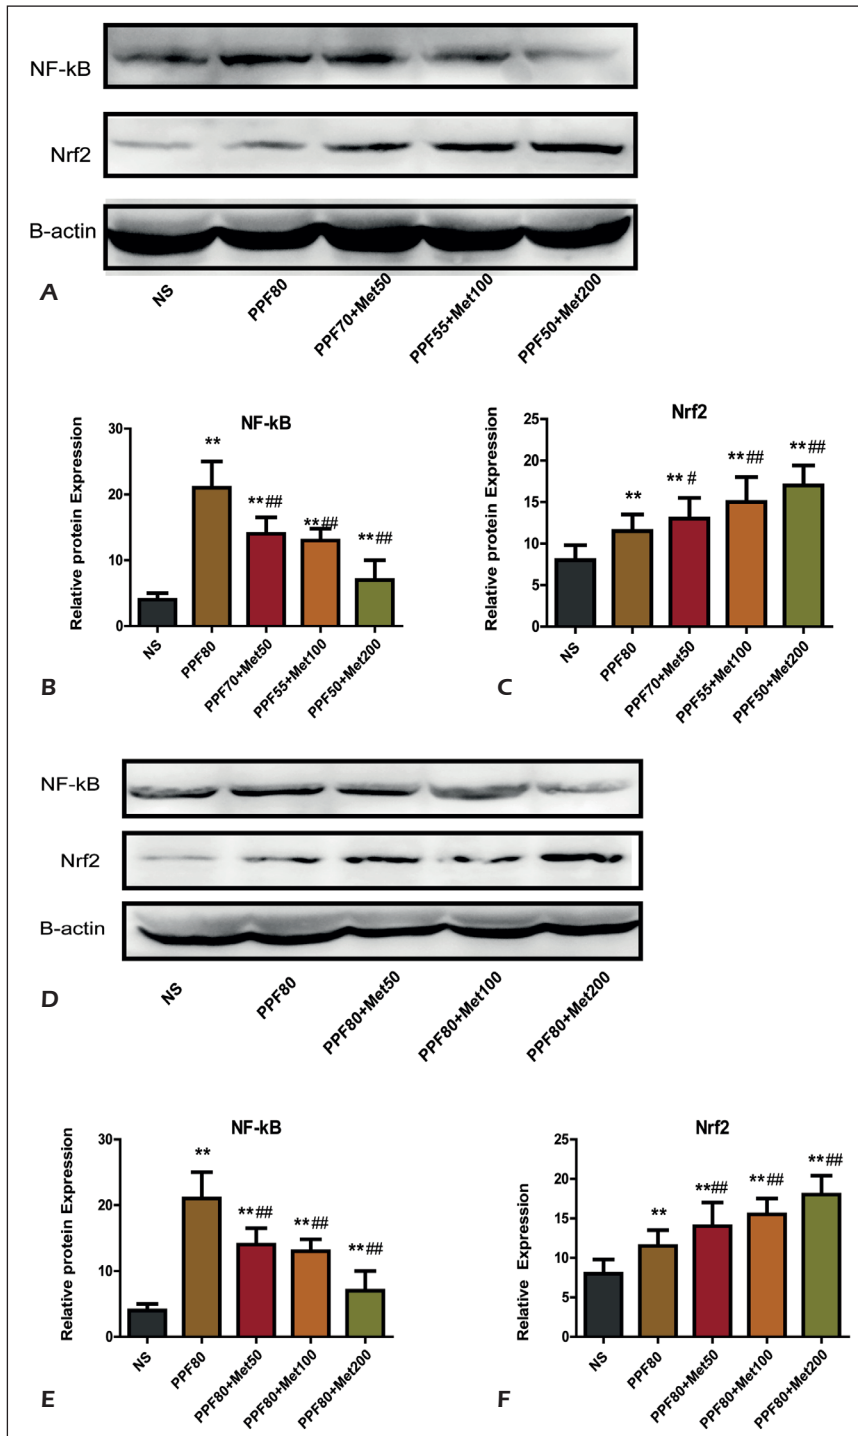 NF-kB
Nrf2
B-actin
A
NS
PPF80
PPF70+Met50
PPF55+Met100
PPF50+Met200
NF-kB
Relative protein Expression
30
20
10
0
**
**##
**##
**##
NS
PPF80
PPF70+Met50
PPF55+Met100
PPF50+Met200
B
Nrf2
Relative protein Expression
25
20
15
10
5
0
**
** #
**##
**##
NS
PPF80
PPF70+Met50
PPF55+Met100
PPF50+Met200
C
NF-kB
Nrf2
B-actin
D
NS
PPF80
PPF80+Met50
PPF80+Met100
PPF80+Met200
NF-kB
Relative protein Expression
30
20
10
0
**
**##
**##
**##
NS
PPF80
PPF80+Met50
PPF80+Met100
PPF80+Met200
E
Nrf2
Relative Expression
25
20
15
10
5
0
**
**##
**##
**##
NS
PPF80
PPF80+Met50
PPF80+Met100
PPF80+Met200
F